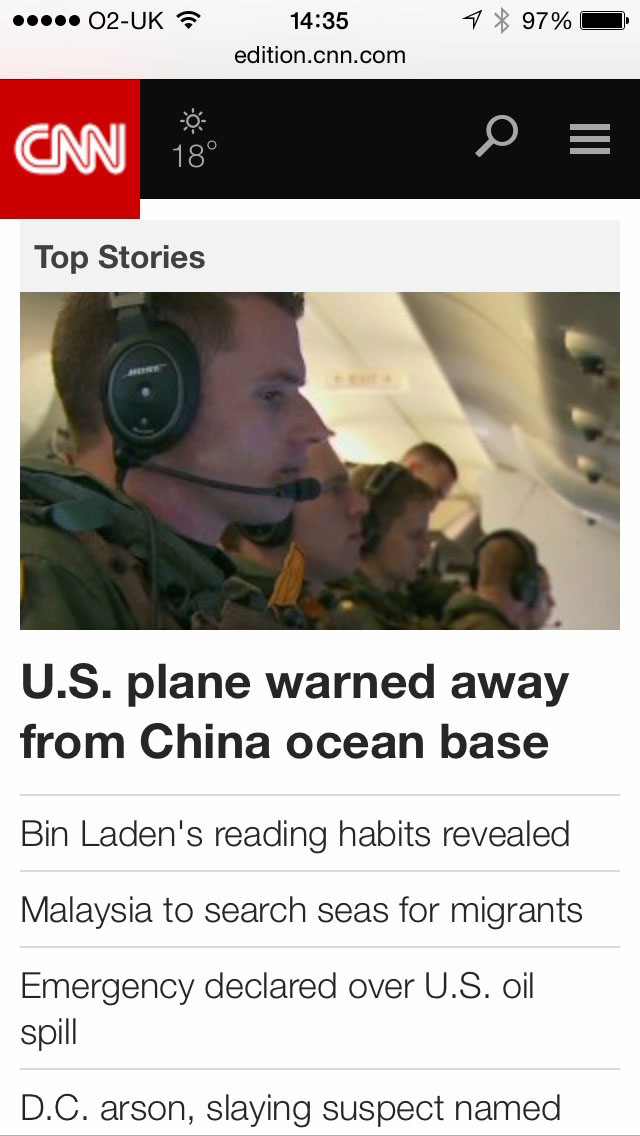 O2-UK 14:35 97%
edition.cnn.com
CNN
18°
Top Stories
BOSE
EXIT
U.S. plane warned away
from China ocean base
Bin Laden's reading habits revealed
Malaysia to search seas for migrants
Emergency declared over U.S. oil
spill
D.C. arson, slaying suspect named